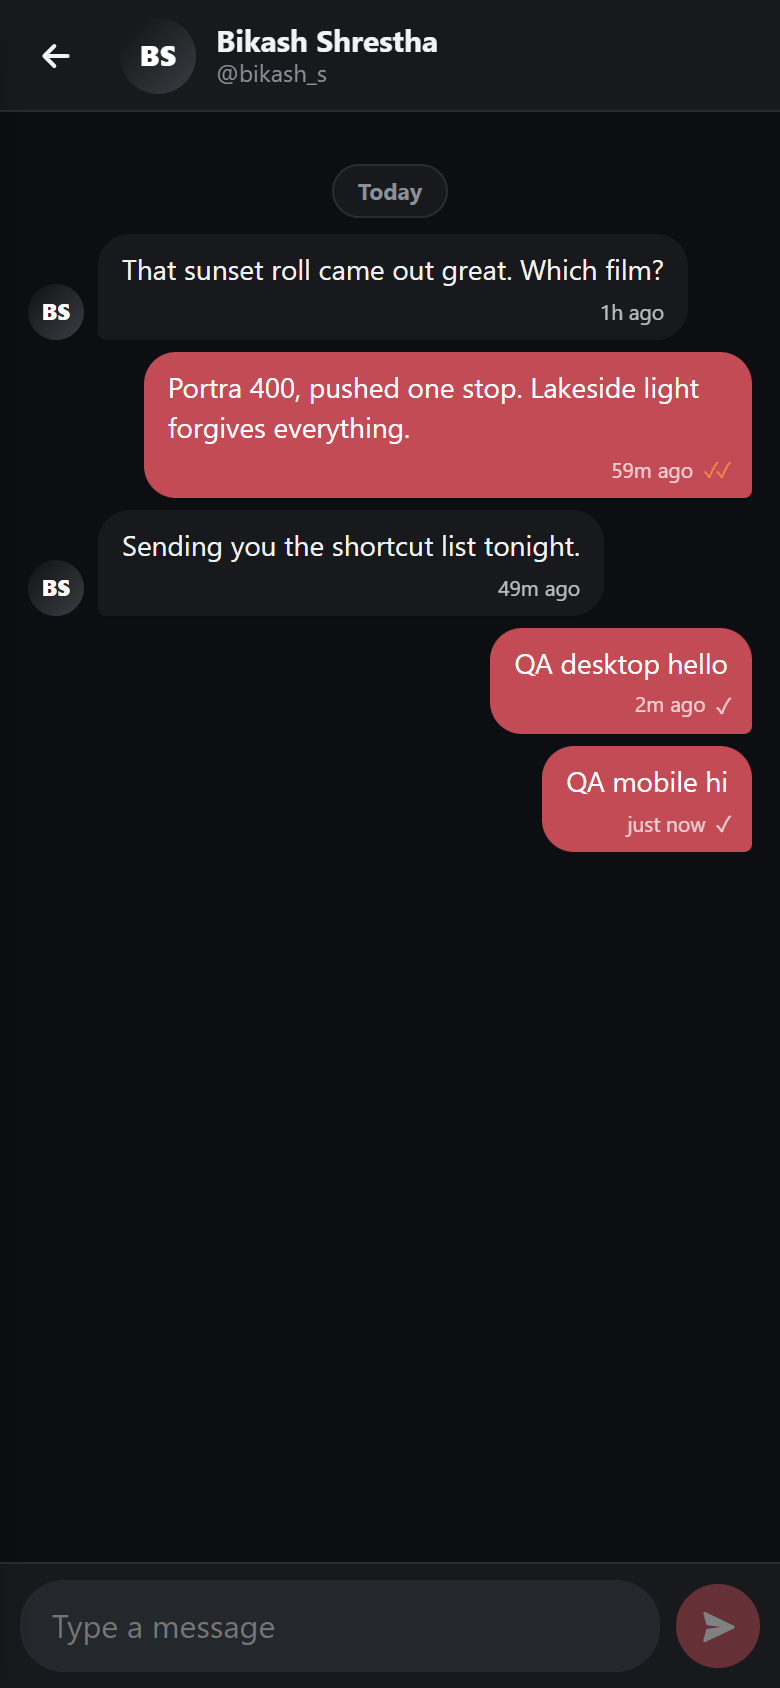 BS
Bikash Shrestha
@bikash_s
Today
That sunset roll came out great. Which film?
1h ago
BS
Portra 400, pushed one stop. Lakeside light
forgives everything.
59m ago ✓✓
Sending you the shortcut list tonight.
49m ago
BS
QA desktop hello
2m ago ✓
QA mobile hi
just now ✓
Type a message